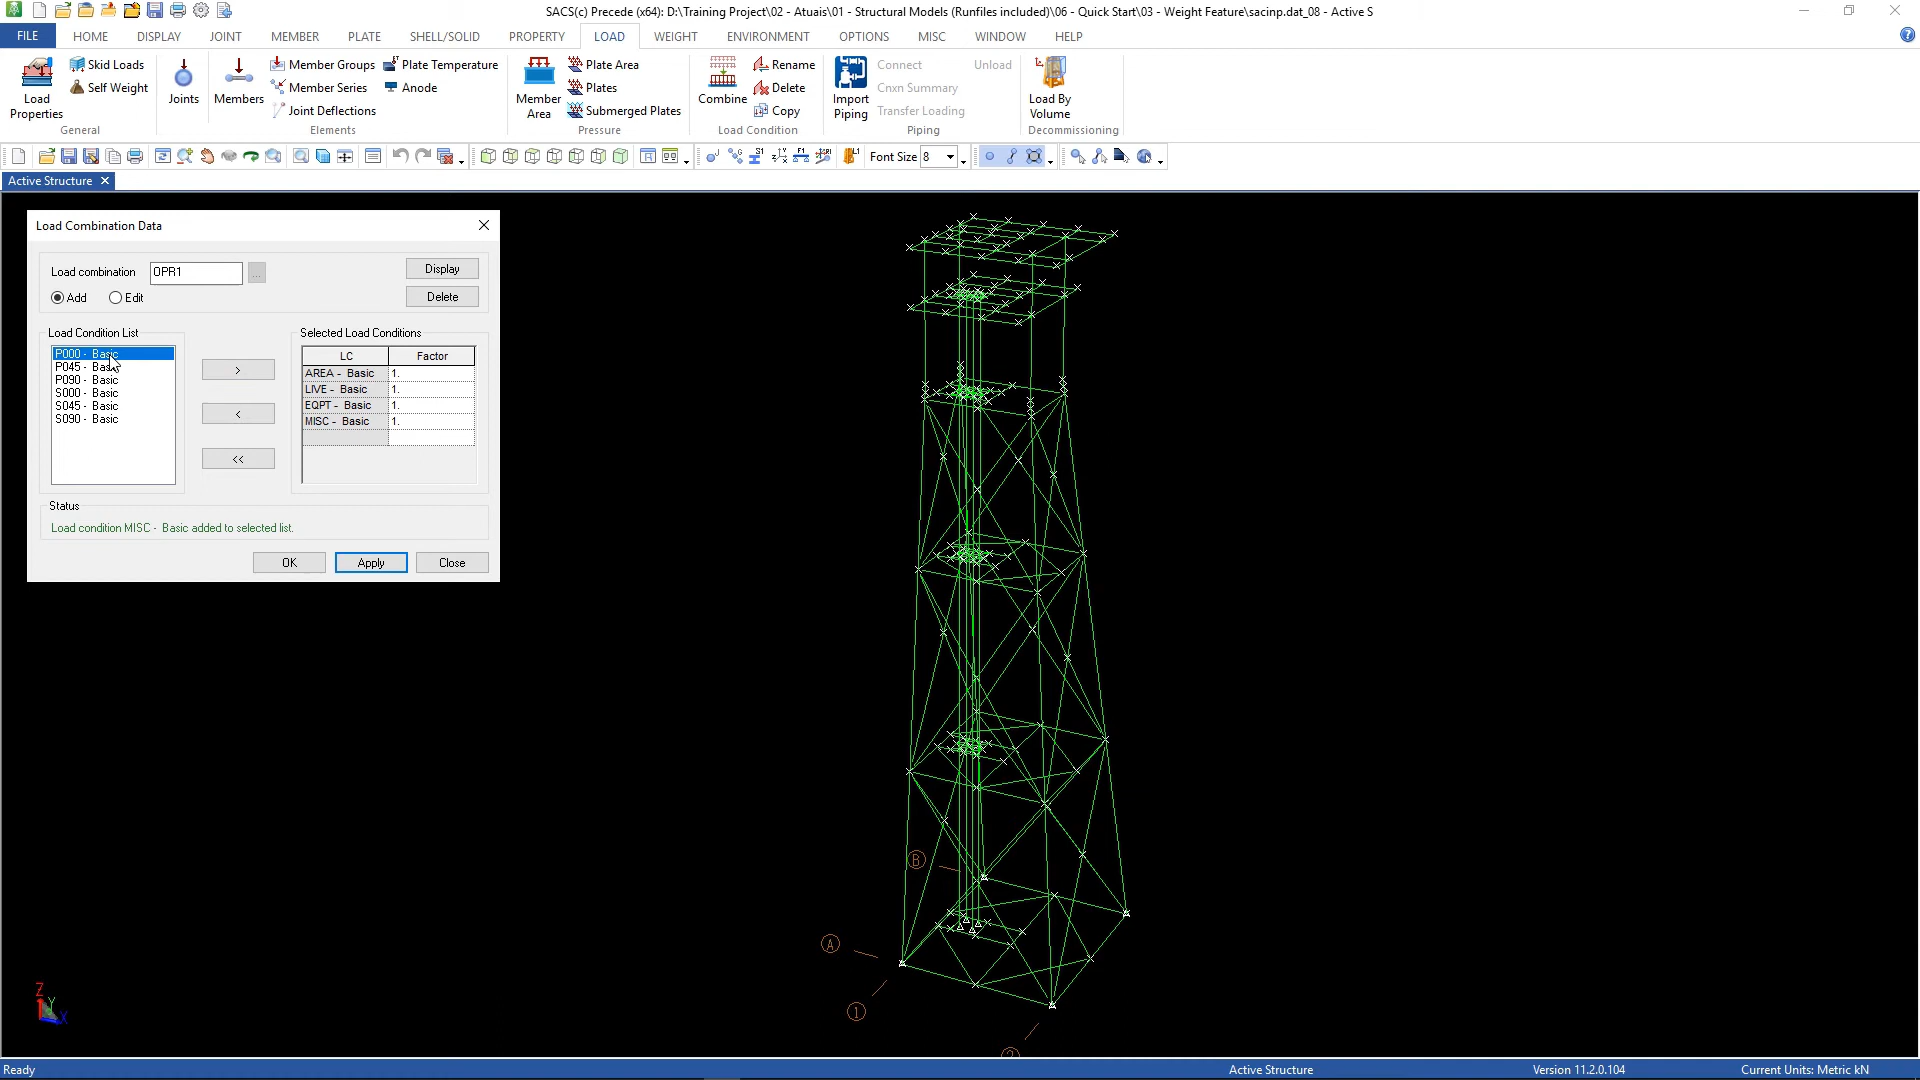 SACS(c) Precede (x64): D:\Training Project\02 - Atuais\01 - Structural Models (Runfiles included)\06 - Quick Start\03 - Weight Feature\sacinp.dat_08 - Active S
FILE HOME DISPLAY JOINT MEMBER PLATE SHELL/SOLID PROPERTY LOAD WEIGHT ENVIRONMENT OPTIONS MISC WINDOW HELP
Load Properties
Skid Loads
Self Weight
General
Joints
Members
Member Groups
Member Series
Joint Deflections
Plate Temperature
Anode
Elements
Member Area
Plate Area
Plates
Submerged Plates
Pressure
Combine
Rename
Delete
Copy
Load Condition
Import Piping
Connect
Cnxn Summary
Transfer Loading
Unload
Piping
Load By Volume
Decommissioning
Font Size 8
Active Structure
Load Combination Data
Load combination OPR1 ...
Display
Add Edit
Delete
Load Condition List
P000 - Basic
P045 - Basic
P090 - Basic
S000 - Basic
S045 - Basic
S090 - Basic
>
<
<<
Selected Load Conditions
LC Factor
AREA - Basic 1.
LIVE - Basic 1.
EQPT - Basic 1.
MISC - Basic 1.
Status
Load condition MISC - Basic added to selected list.
OK Apply Close
B
A
1
2
Z
Y
X
Ready
Active Structure
Version 11.2.0.104
Current Units: Metric kN